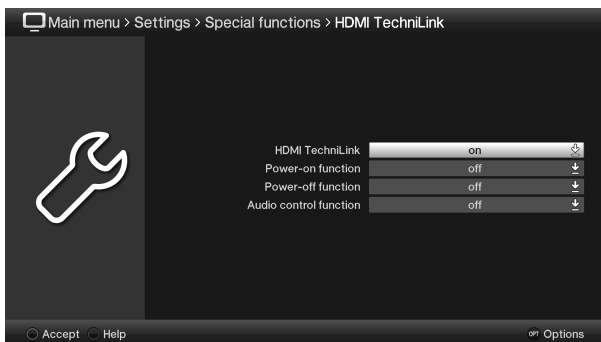 Main menu > Settings > Special functions > HDMI TechniLink
HDMI TechniLink on
Power-on function off
Power-off function off
Audio control function off
Accept Help OPT Options